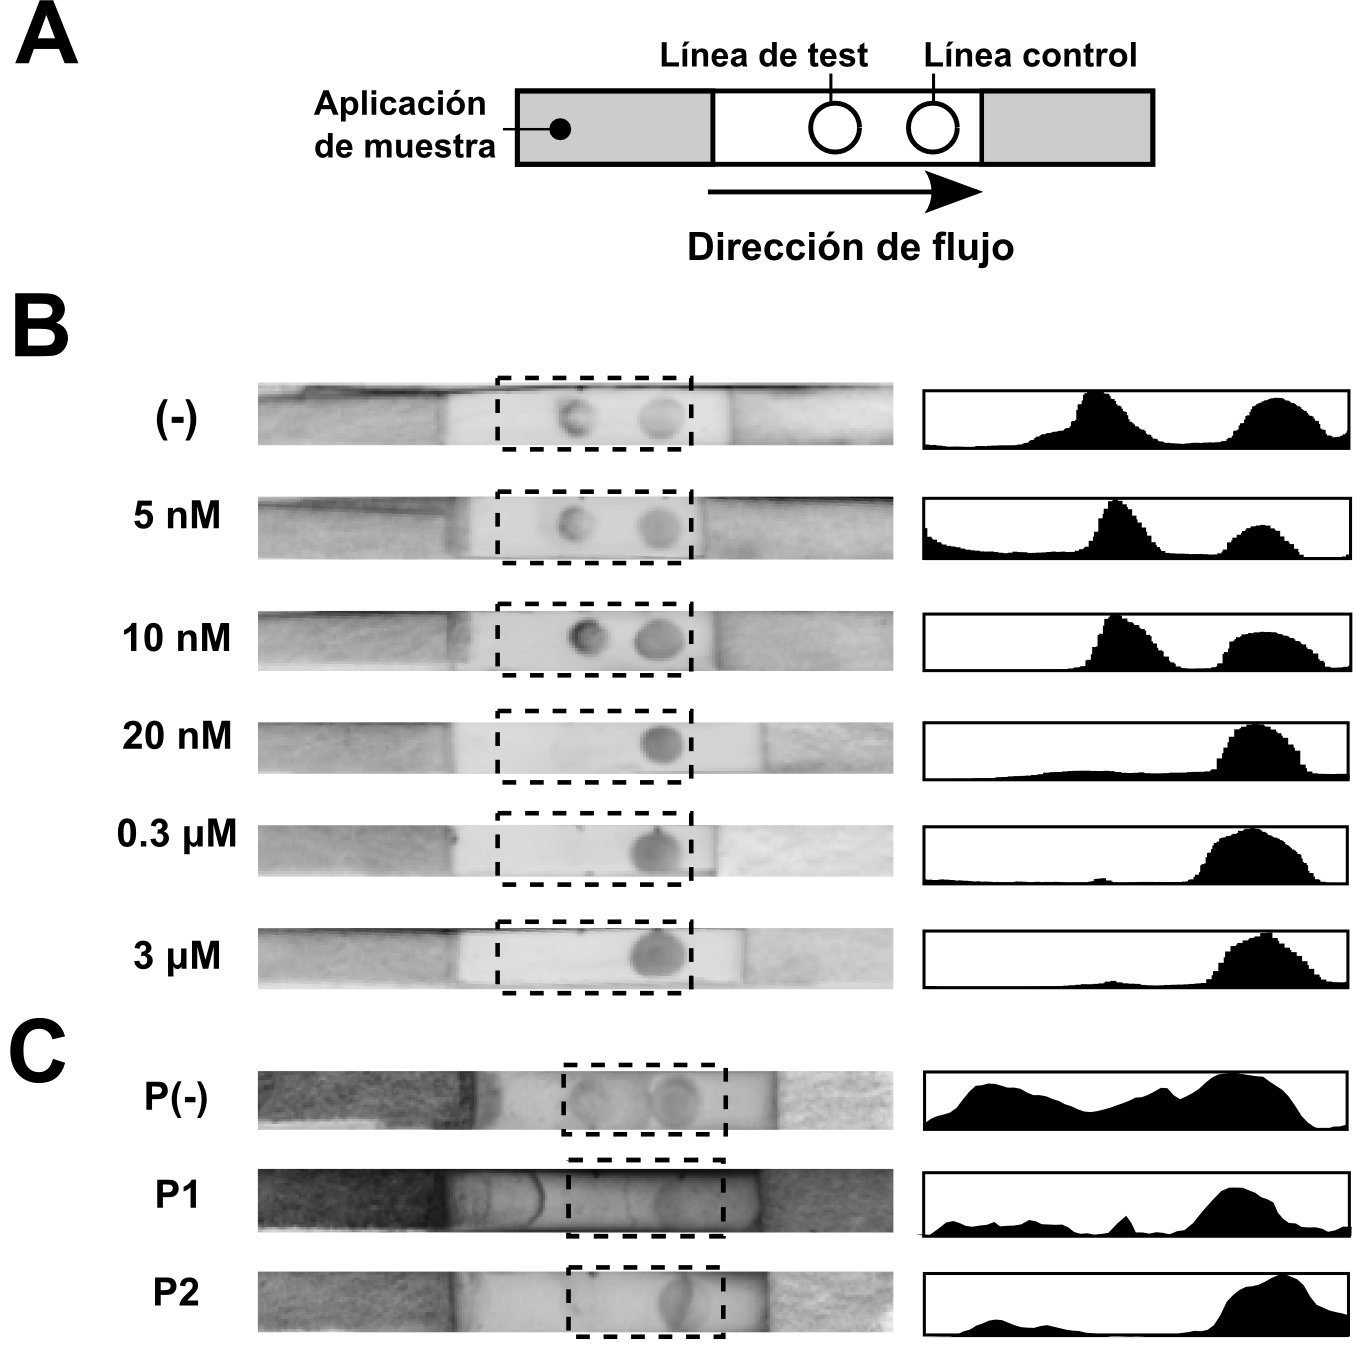 A
Línea de test
Línea control
Aplicación
de muestra
Dirección de flujo
B
(-)
5 nM
10 nM
20 nM
0.3 µM
3 µM
C
P(-)
P1
P2